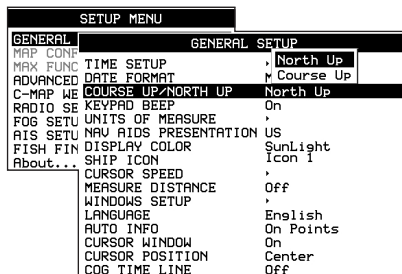 SETUP MENU
GENERAL
MAP CONF
MAX FUNC
ADVANCED
C-MAP WE
RADIO SE
FOG SETU
AIS SETU
FISH FIN
About...
GENERAL SETUP
TIME SETUP
DATE FORMAT M
COURSE UP/NORTH UP North Up
KEYPAD BEEP On
UNITS OF MEASURE
NAV AIDS PRESENTATION US
DISPLAY COLOR SunLight
SHIP ICON Icon 1
CURSOR SPEED
MEASURE DISTANCE Off
WINDOWS SETUP
LANGUAGE English
AUTO INFO On Points
CURSOR WINDOW On
CURSOR POSITION Center
COG TIME LINE Off
North Up
Course Up